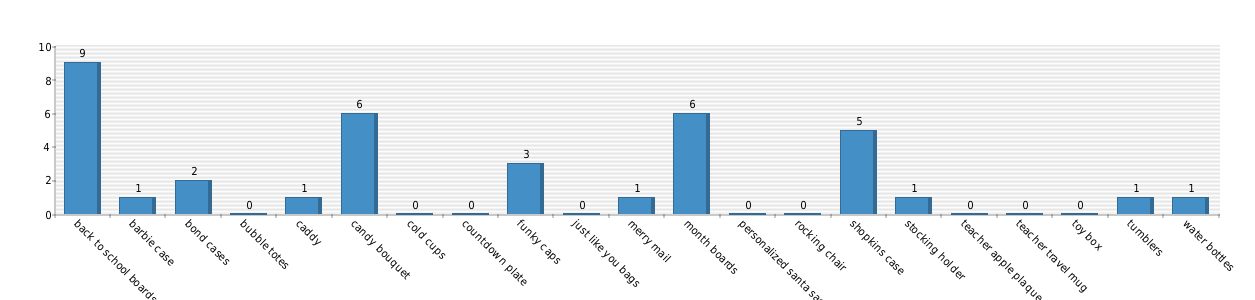 10
8
6
4
2
0
9
1
2
0
1
6
0
0
3
0
1
6
0
0
5
1
0
0
0
1
1
back to school boards
barbie case
bond cases
bubble totes
caddy
candy bouquet
cold cups
countdown plate
funky caps
just like you bags
merry mail
month boards
personalized santa
rocking chair
shopkins case
stocking holder
teacher apple plaque
teacher travel mug
toy box
tumblers
water bottles